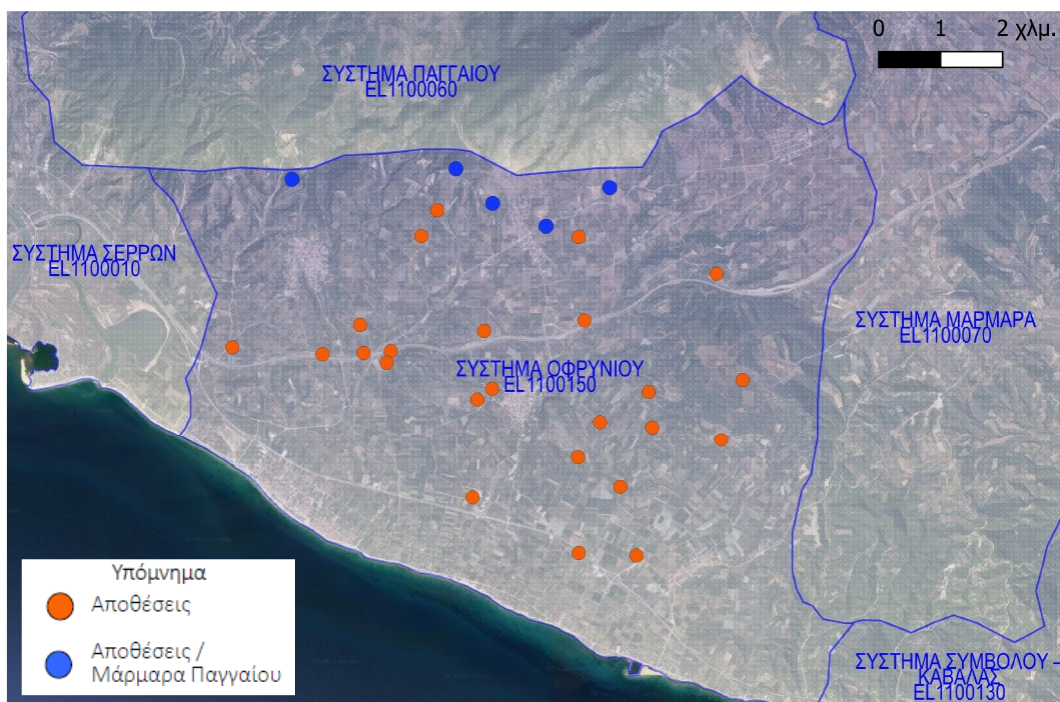 0 1 2 χλμ.
ΣΥΣΤΗΜΑ ΠΑΓΓΑΙΟΥ
EL1100060
ΣΥΣΤΗΜΑ ΣΕΡΡΩΝ
EL1100010
ΣΥΣΤΗΜΑ ΜΑΡΜΑΡΑ
EL1100070
ΣΥΣΤΗΜΑ ΟΦΡΥΝΙΟΥ
EL1100150
ΣΥΣΤΗΜΑ ΣΥΜΒΟΛΟΥ –
ΚΑΒΑΛΑΣ
EL1100130
Υπόμνημα
Αποθέσεις
Αποθέσεις /
Μάρμαρα Παγγαίου